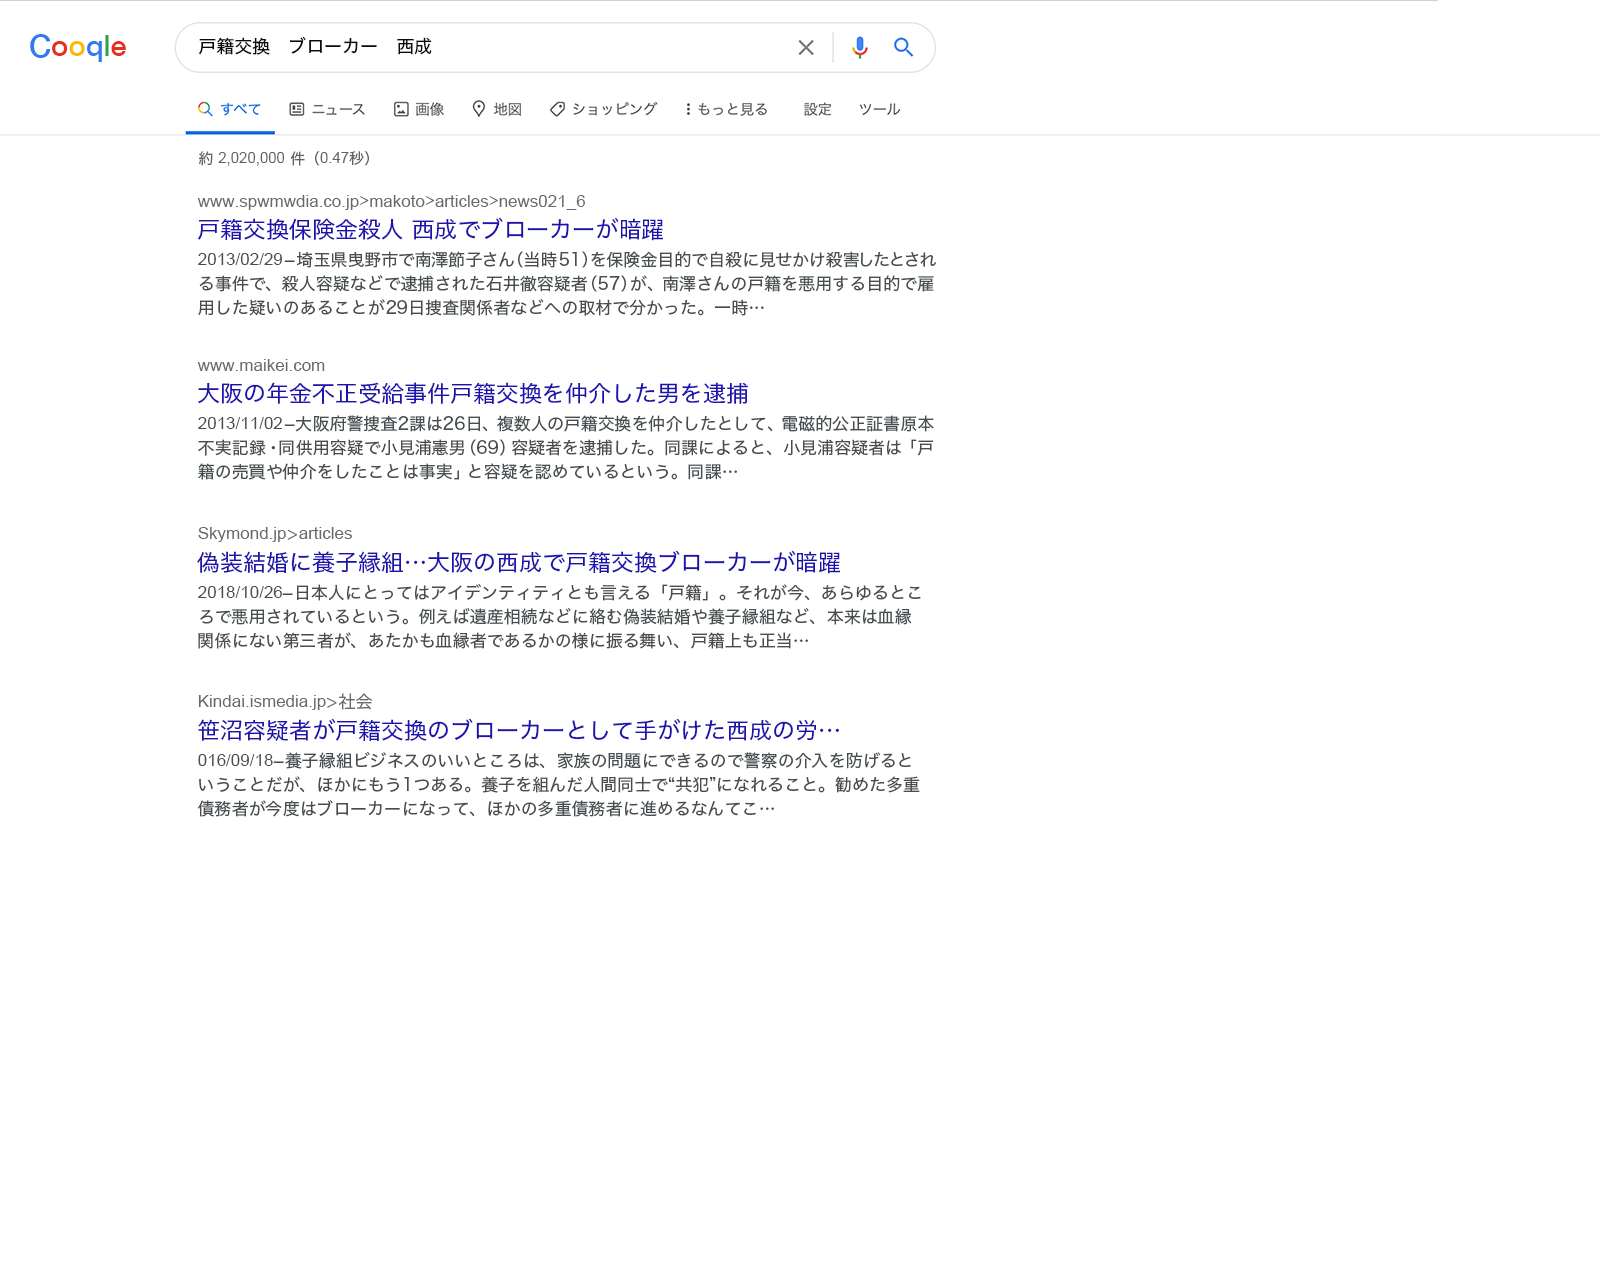 Cooqle
戸籍交換　ブローカー　西成
すべて ニュース 画像 地図 ショッピング もっと見る 設定 ツール
約 2,020,000 件（0.47秒）
www.spwmwdia.co.jp>makoto>articles>news021_6
戸籍交換保険金殺人 西成でブローカーが暗躍
2013/02/29−埼玉県曳野市で南澤節子さん（当時51）を保険金目的で自殺に見せかけ殺害したとされ
る事件で、殺人容疑などで逮捕された石井徹容疑者（57）が、南澤さんの戸籍を悪用する目的で雇
用した疑いのあることが29日捜査関係者などへの取材で分かった。一時…
www.maikei.com
大阪の年金不正受給事件戸籍交換を仲介した男を逮捕
2013/11/02−大阪府警捜査2課は26日、複数人の戸籍交換を仲介したとして、電磁的公正証書原本
不実記録・同供用容疑で小見浦憲男（69）容疑者を逮捕した。同課によると、小見浦容疑者は「戸
籍の売買や仲介をしたことは事実」と容疑を認めているという。同課…
Skymond.jp>articles
偽装結婚に養子縁組…大阪の西成で戸籍交換ブローカーが暗躍
2018/10/26−日本人にとってはアイデンティティとも言える「戸籍」。それが今、あらゆるとこ
ろで悪用されているという。例えば遺産相続などに絡む偽装結婚や養子縁組など、本来は血縁
関係にない第三者が、あたかも血縁者であるかの様に振る舞い、戸籍上も正当…
Kindai.ismedia.jp>社会
笹沼容疑者が戸籍交換のブローカーとして手がけた西成の労…
016/09/18−養子縁組ビジネスのいいところは、家族の問題にできるので警察の介入を防げると
いうことだが、ほかにもう1つある。養子を組んだ人間同士で“共犯”になれること。勧めた多重
債務者が今度はブローカーになって、ほかの多重債務者に進めるなんてこ…